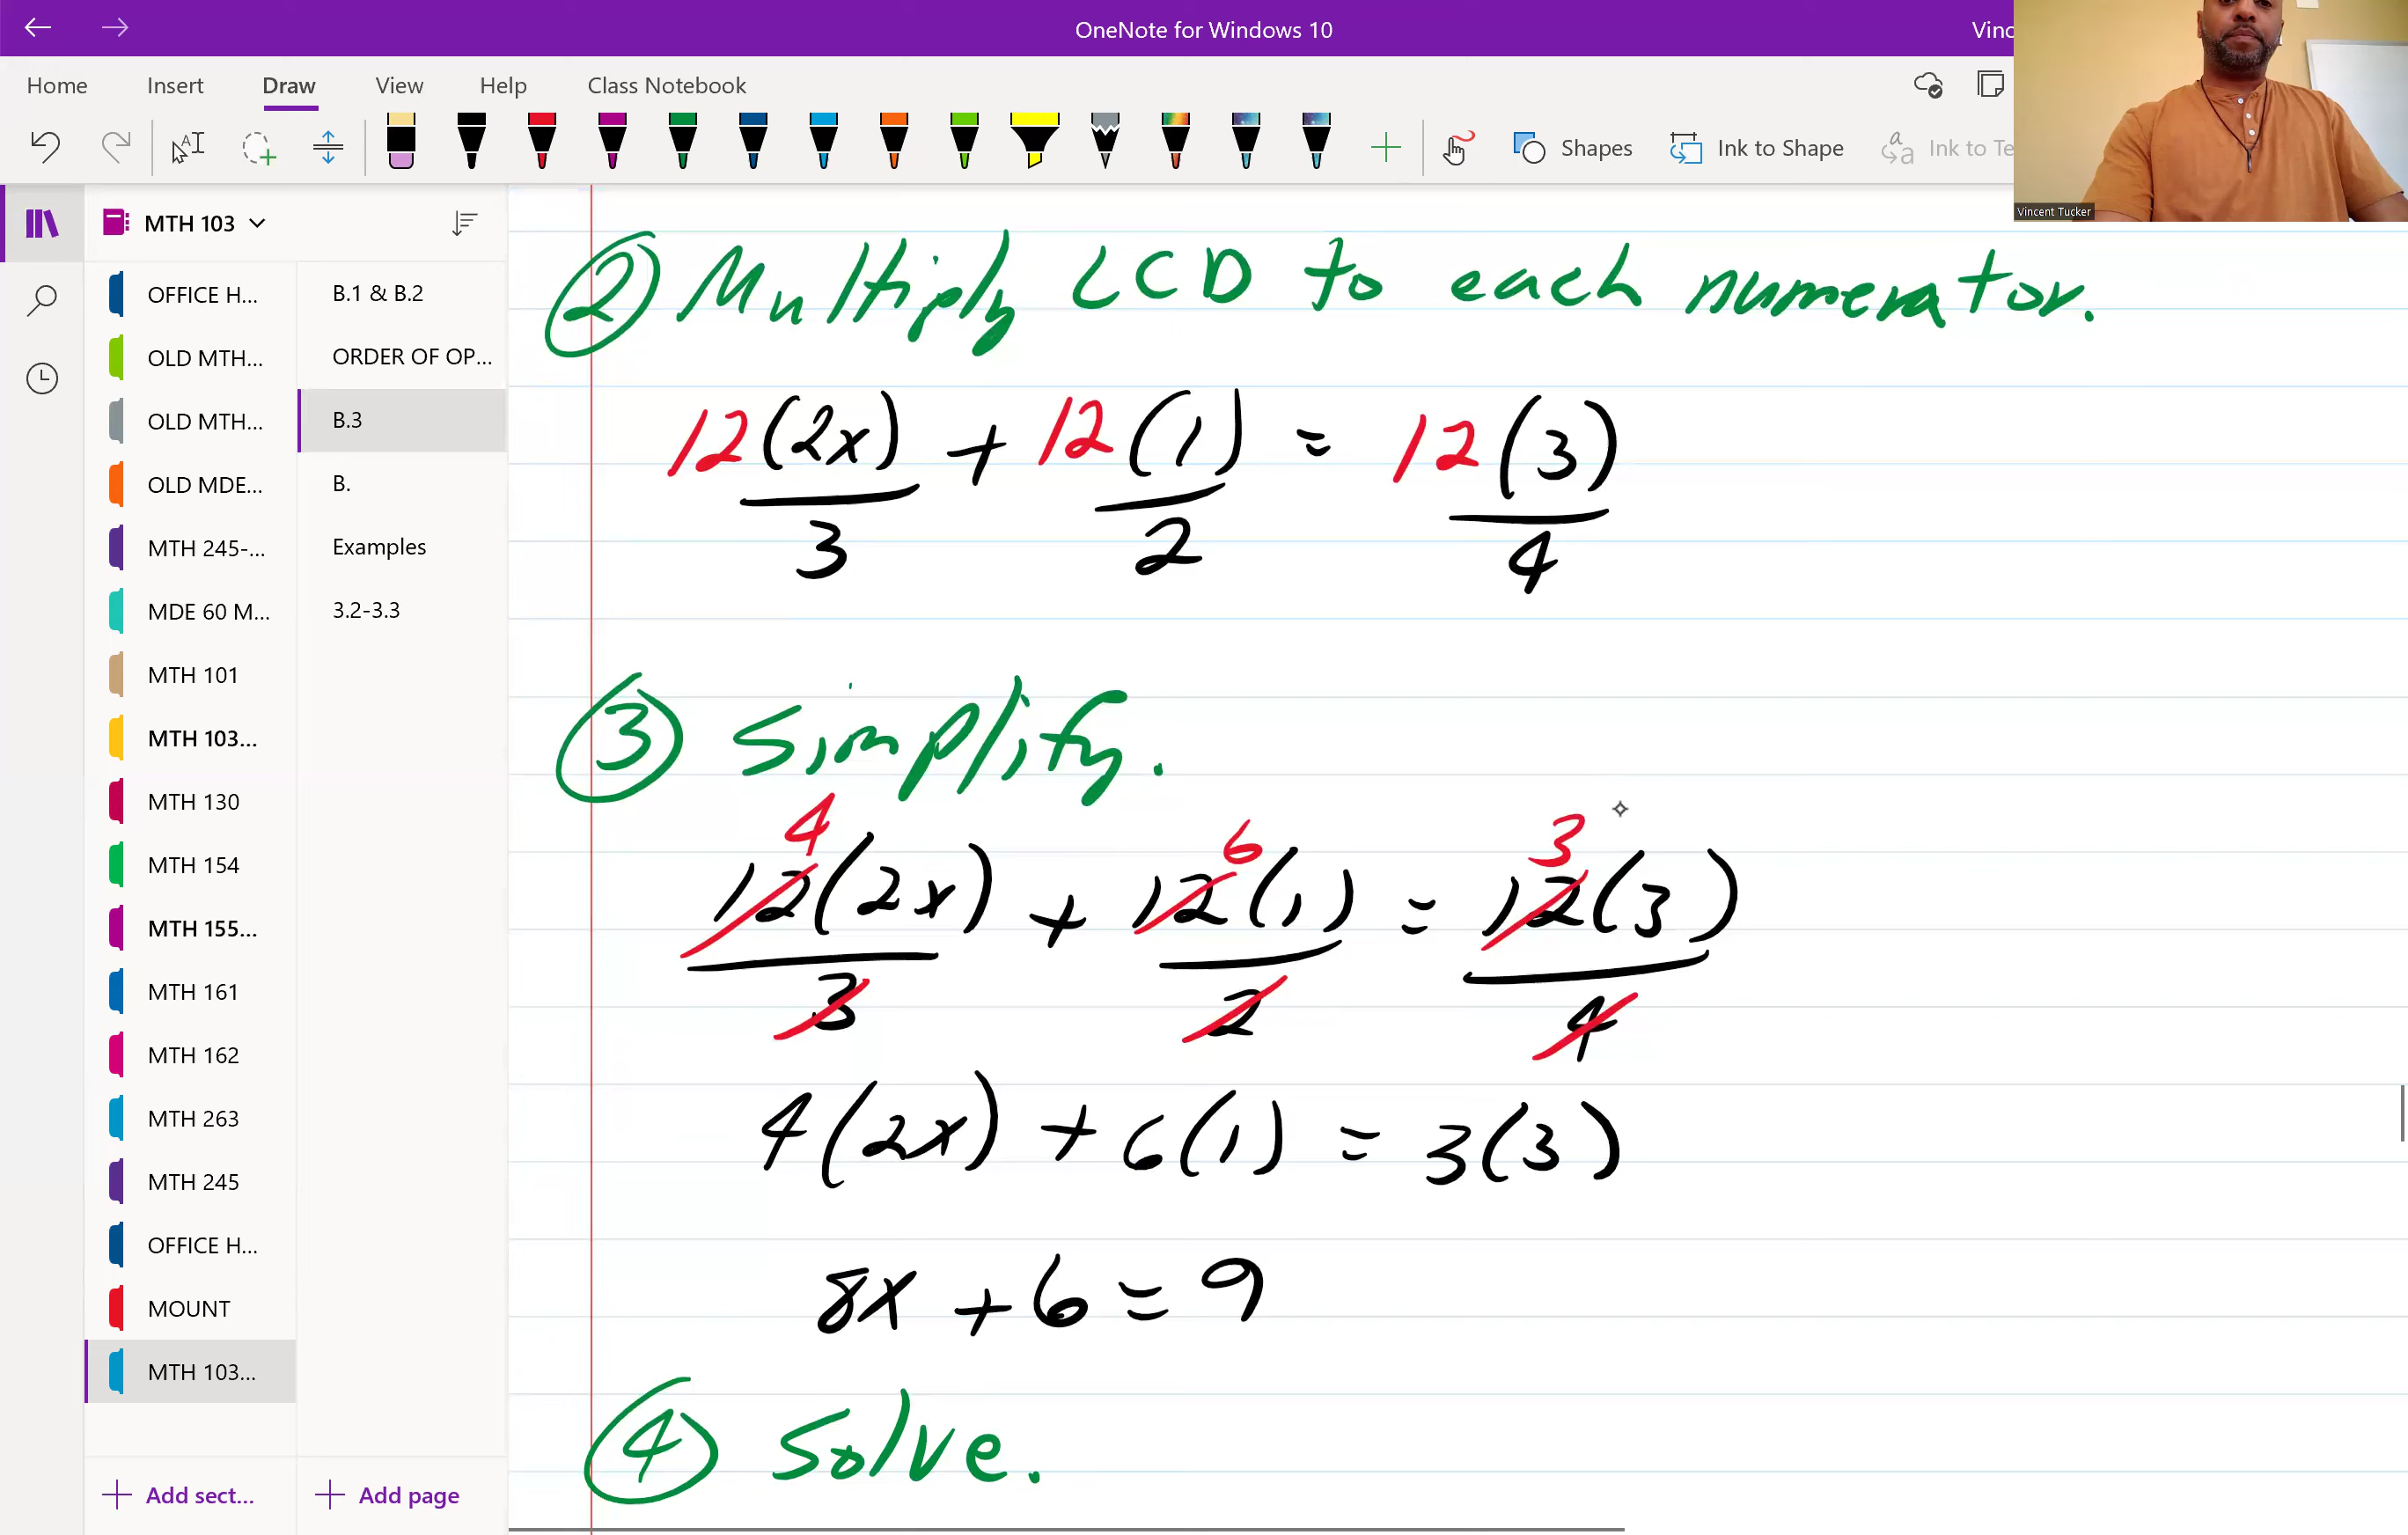 OneNote for Windows 10
Vinc
Home Insert Draw View Help Class Notebook
Shapes Ink to Shape Ink to Te
Vincent Tucker
MTH 103
OFFICE H...
OLD MTH...
OLD MTH...
OLD MDE...
MTH 245-...
MDE 60 M...
MTH 101
MTH 103...
MTH 130
MTH 154
MTH 155...
MTH 161
MTH 162
MTH 263
MTH 245
OFFICE H...
MOUNT
MTH 103...
Add sect...
B.1 & B.2
ORDER OF OP...
B.3
B.
Examples
3.2-3.3
Add page
② Multiply LCD to each numerator.
12(2x) + 12(1) = 12(3)
3 2 4
③ Simplify.
4 6 3
12(2x) + 12(1) = 12(3)
3 2 4
4(2x) + 6(1) = 3(3)
8x + 6 = 9
④ Solve.